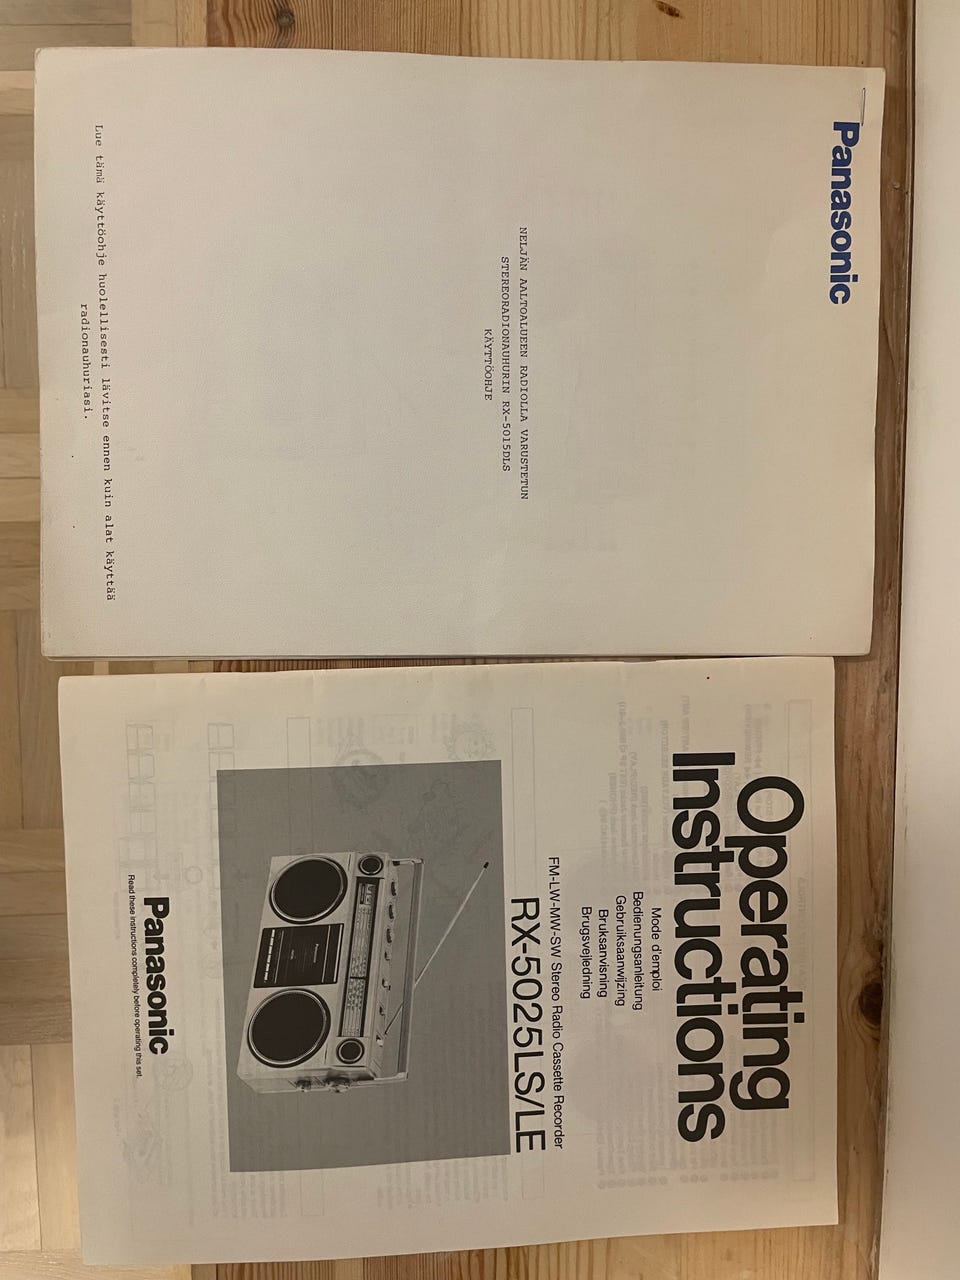 Panasonic
NELJÄN AALTOALUEEN RADIOLLA VARUSTETUN
STEREORADIONAUHURIN RX-5015DLS
KÄYTTÖOHJE
Lue tämä käyttöohje huolellisesti lävitse ennen kuin alat käyttää
radionauhuriasi.
Operating
Instructions
Mode d'emploi
Bedienungsanleitung
Gebruiksaanwijzing
Bruksanvisning
Brugsvejledning
FM-LW-MW-SW Stereo Radio Cassette Recorder
RX-5025LS/LE
Panasonic
Read these instructions completely before operating this set.